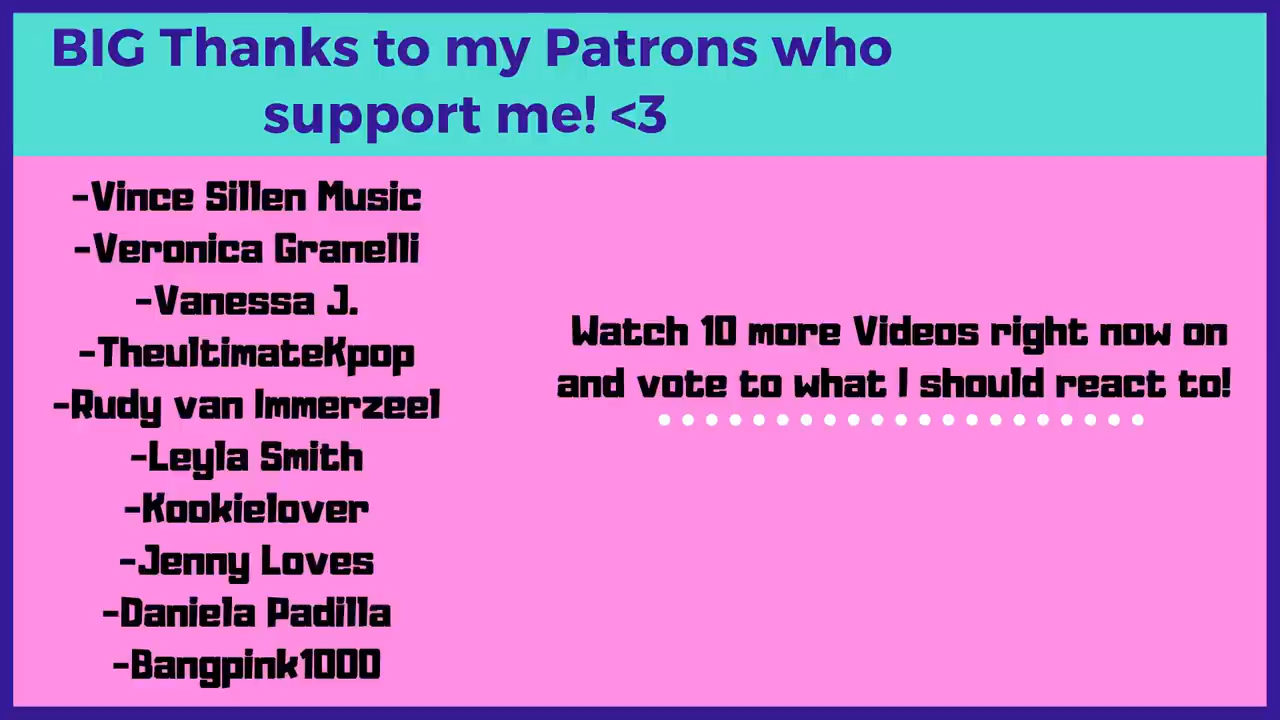 BIG Thanks to my Patrons who
support me! <3
-Vince Sillen Music
-Veronica Granelli
-Vanessa J.
-TheultimateKpop
-Rudy van Immerzeel
-Leyla Smith
-Kookielover
-Jenny Loves
-Daniela Padilla
-Bangpink1000
Watch 10 more Videos right now on
and vote to what I should react to!